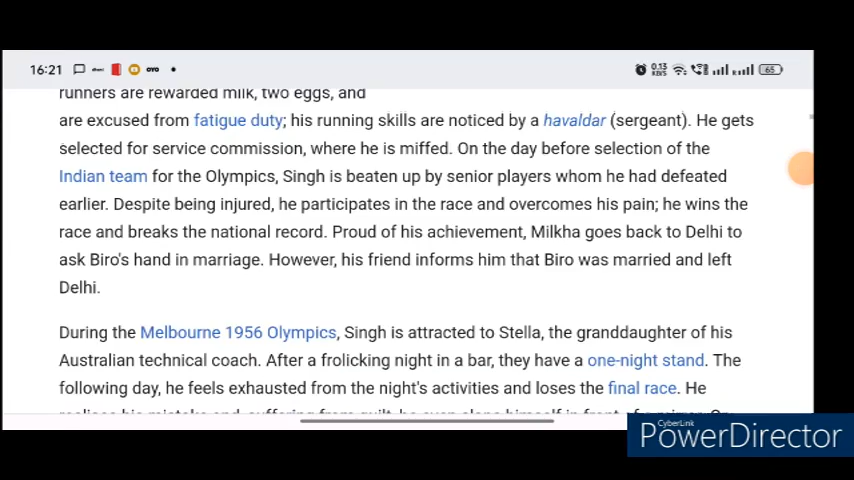 16:21
0.13
KB/S
65
runners are rewarded milk, two eggs, and
are excused from fatigue duty; his running skills are noticed by a havaldar (sergeant). He gets
selected for service commission, where he is miffed. On the day before selection of the
Indian team for the Olympics, Singh is beaten up by senior players whom he had defeated
earlier. Despite being injured, he participates in the race and overcomes his pain; he wins the
race and breaks the national record. Proud of his achievement, Milkha goes back to Delhi to
ask Biro's hand in marriage. However, his friend informs him that Biro was married and left
Delhi.
During the Melbourne 1956 Olympics, Singh is attracted to Stella, the granddaughter of his
Australian technical coach. After a frolicking night in a bar, they have a one-night stand. The
following day, he feels exhausted from the night's activities and loses the final race. He
CyberLink
PowerDirector